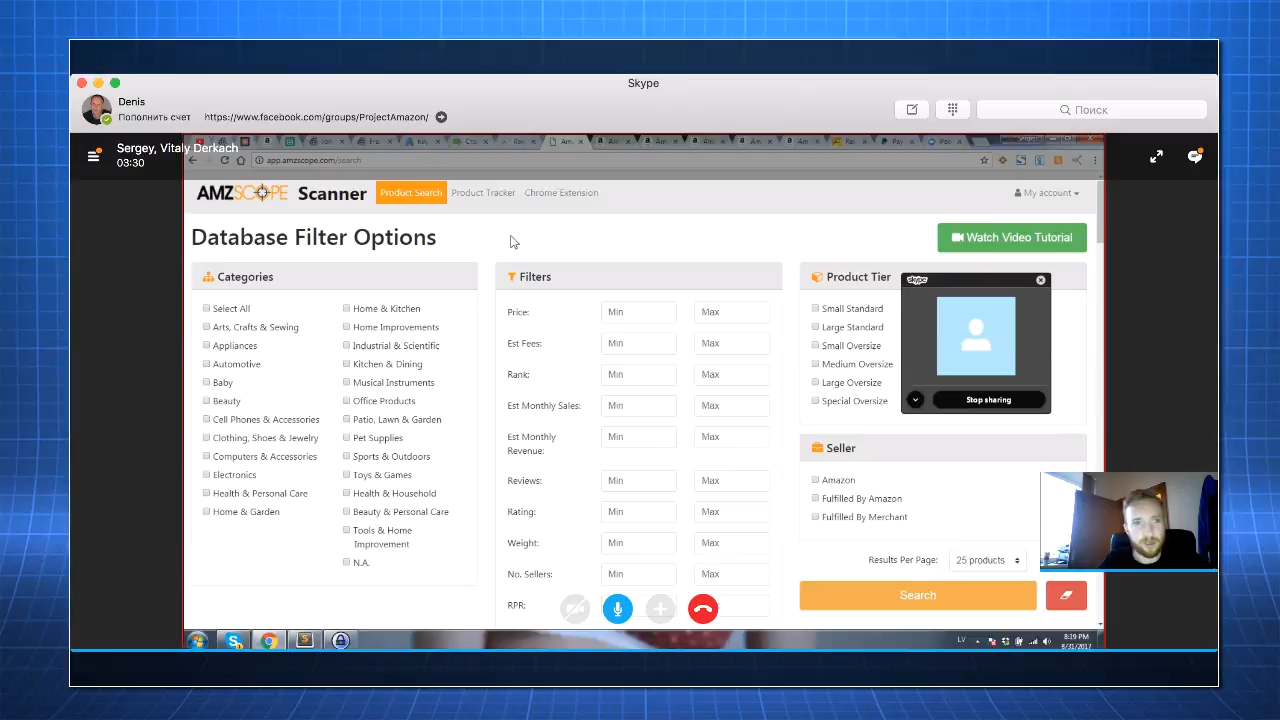 Skype
Denis
Пополнить счет https://www.facebook.com/groups/ProjectAmazon/
Поиск
Sergey, Vitaly Derkach
03:30
app.amzscope.com/search
AMZSCOPE Scanner Product Search Product Tracker Chrome Extension My account
Database Filter Options
Watch Video Tutorial
Categories
Select All
Arts, Crafts & Sewing
Appliances
Automotive
Baby
Beauty
Cell Phones & Accessories
Clothing, Shoes & Jewelry
Computers & Accessories
Electronics
Health & Personal Care
Home & Garden
Home & Kitchen
Home Improvements
Industrial & Scientific
Kitchen & Dining
Musical Instruments
Office Products
Patio, Lawn & Garden
Pet Supplies
Sports & Outdoors
Toys & Games
Health & Household
Beauty & Personal Care
Tools & Home
Improvement
N.A.
Filters
Price: Min Max
Est Fees: Min Max
Rank: Min Max
Est Monthly Sales: Min Max
Est Monthly
Revenue: Min Max
Reviews: Min Max
Rating: Min Max
Weight: Min Max
No. Sellers: Min Max
RPR:
Product Tier
Small Standard
Large Standard
Small Oversize
Medium Oversize
Large Oversize
Special Oversize
skype
Stop sharing
Seller
Amazon
Fulfilled By Amazon
Fulfilled By Merchant
Results Per Page: 25 products
Search
LV
8:19 PM
8/31/2017